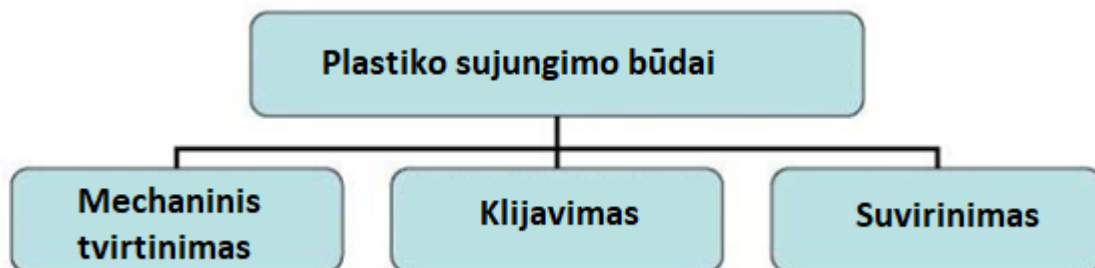 Plastiko sujungimo būdai
Mechaninis
tvirtinimas
Klijavimas
Suvirinimas